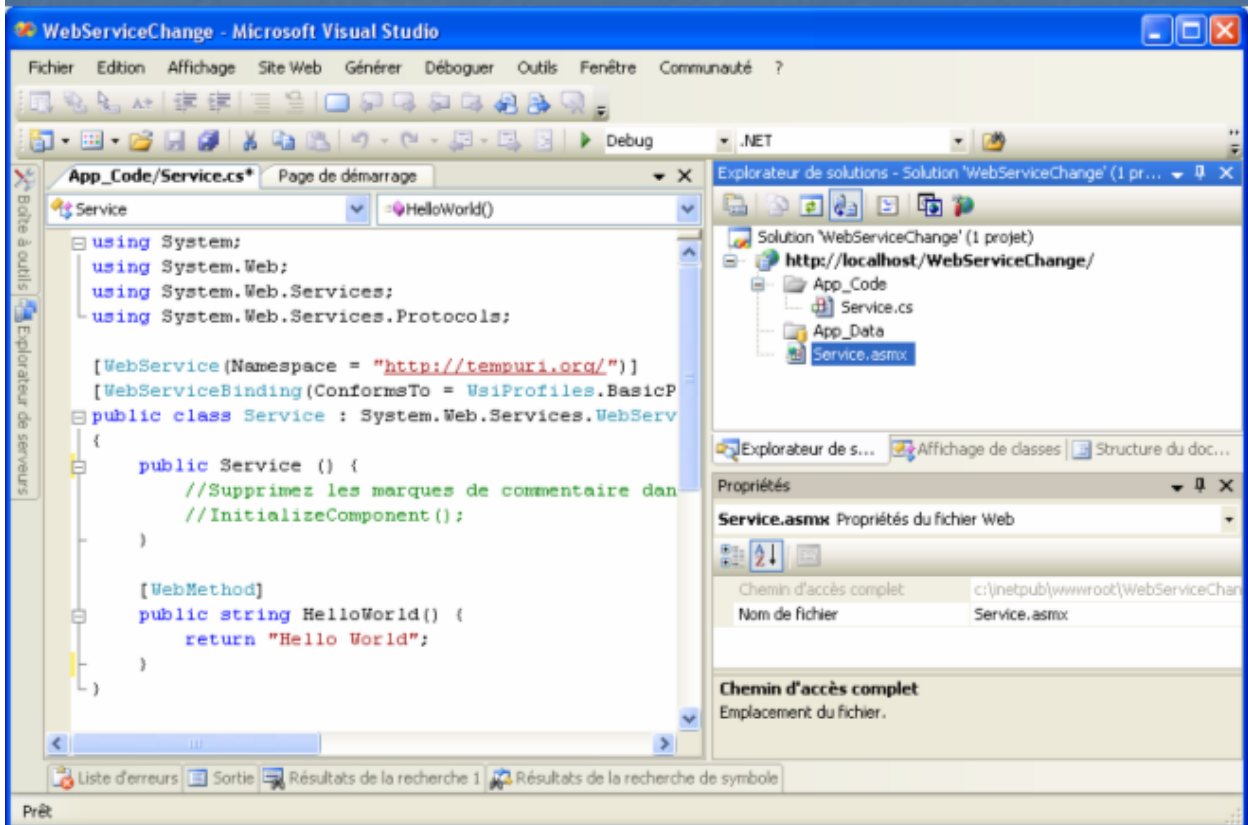 WebServiceChange - Microsoft Visual Studio
Fichier Edition Affichage Site Web Générer Déboguer Outils Fenêtre Communauté ?
Debug .NET
App_Code/Service.cs* Page de démarrage
Service HelloWorld()
using System;
using System.Web;
using System.Web.Services;
using System.Web.Services.Protocols;
[WebService(Namespace = "http://tempuri.org/")]
[WebServiceBinding(ConformsTo = WsiProfiles.BasicP
public class Service : System.Web.Services.WebServ
{
public Service () {
//Supprimez les marques de commentaire dan
//InitializeComponent();
}
[WebMethod]
public string HelloWorld() {
return "Hello World";
}
}
Boîte à outils
Explorateur de serveurs
Explorateur de solutions - Solution 'WebServiceChange' (1 pr...
Solution 'WebServiceChange' (1 projet)
http://localhost/WebServiceChange/
App_Code
Service.cs
App_Data
Service.asmx
Explorateur de s... Affichage de classes Structure du doc...
Propriétés
Service.asmx Propriétés du fichier Web
Chemin d'accès complet c:\inetpub\wwwroot\WebServiceChan
Nom de fichier Service.asmx
Chemin d'accès complet
Emplacement du fichier.
Liste d'erreurs Sortie Résultats de la recherche 1 Résultats de la recherche de symbole
Prêt